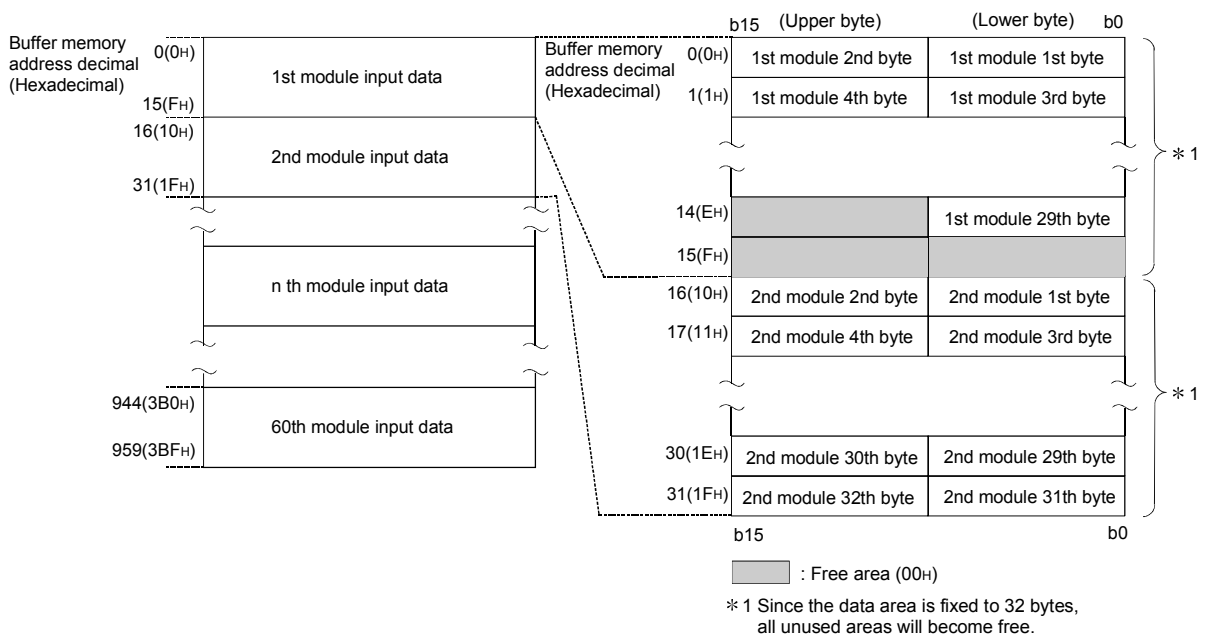 Buffer memory
address decimal
(Hexadecimal)
0(0H)
1st module input data
15(FH)
16(10H)
2nd module input data
31(1FH)
n th module input data
944(3B0H)
60th module input data
959(3BFH)
b15 (Upper byte) (Lower byte) b0
Buffer memory
address decimal
(Hexadecimal)
0(0H) 1st module 2nd byte 1st module 1st byte
1(1H) 1st module 4th byte 1st module 3rd byte
*1
14(EH) 1st module 29th byte
15(FH)
16(10H) 2nd module 2nd byte 2nd module 1st byte
17(11H) 2nd module 4th byte 2nd module 3rd byte
*1
30(1EH) 2nd module 30th byte 2nd module 29th byte
31(1FH) 2nd module 32th byte 2nd module 31th byte
b15 b0
: Free area (00H)
*1 Since the data area is fixed to 32 bytes,
all unused areas will become free.